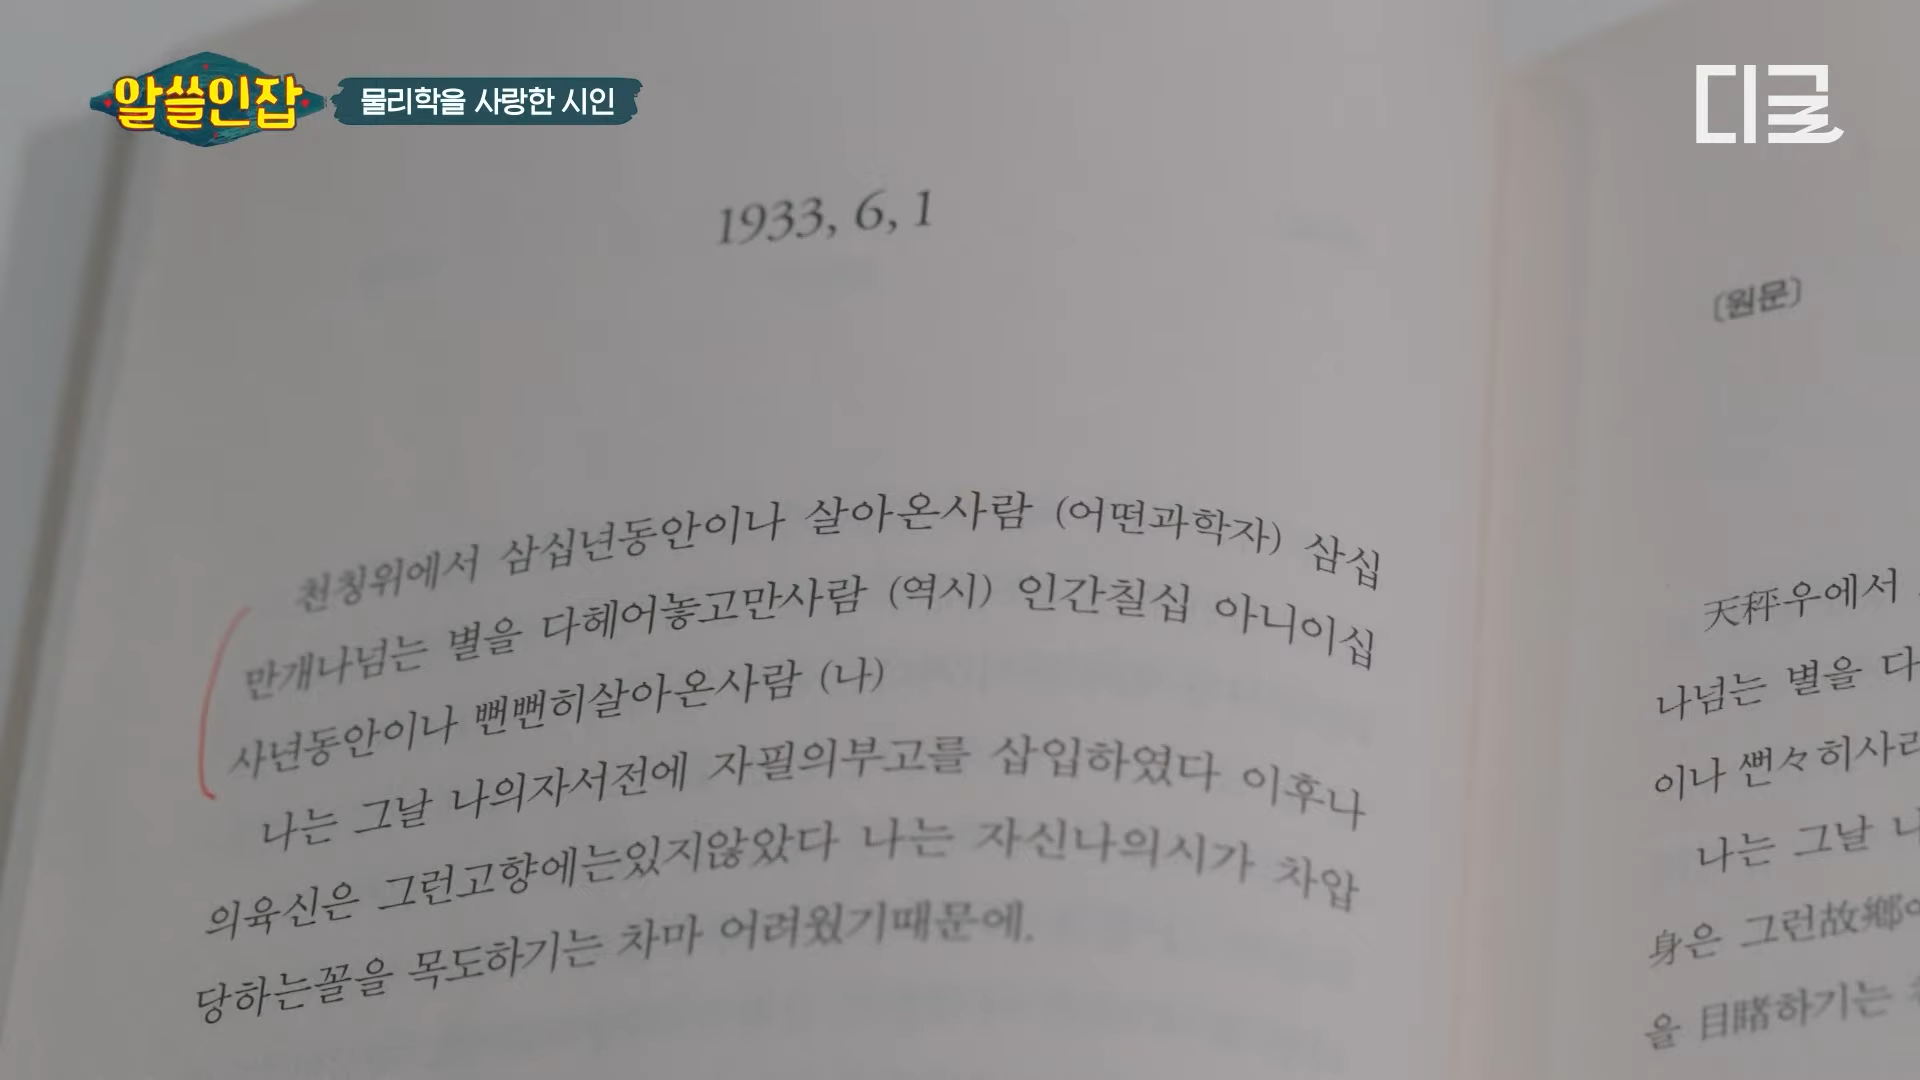 알쓸인잡
물리학을 사랑한 시인
디글
1933, 6, 1
천칭위에서 삼십년동안이나 살아온사람 (어떤과학자) 삼십
만개나넘는 별을 다헤어놓고만사람 (역시) 인간칠십 아니이십
사년동안이나 뻔뻔히살아온사람 (나)
나는 그날 나의자서전에 자필의부고를 삽입하였다 이후나
의육신은 그런고향에는있지않았다 나는 자신나의시가 차압
당하는꼴을 목도하기는 차마 어려웠기때문에.
〔원문〕
天秤우에서
나넘는 별을 다
이나 뻔々히사라
나는 그날 나
身은 그런故鄕에
을 目睹하기는